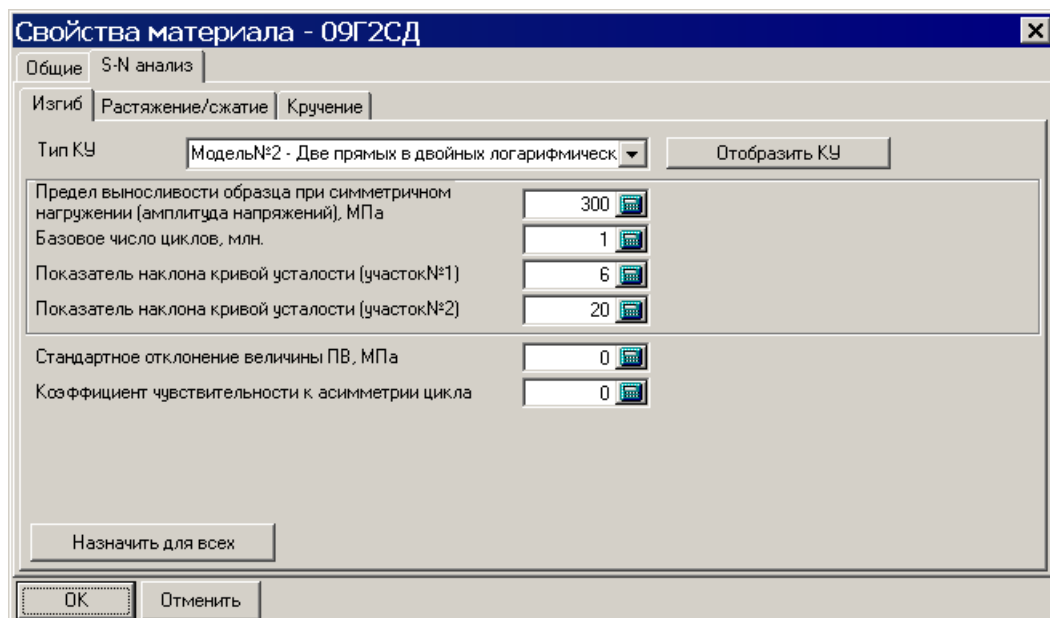 Свойства материала - 09Г2СД
Общие
S-N анализ
Изгиб
Растяжение/сжатие
Кручение
Тип КУ
Модель№2 - Две прямых в двойных логарифмическ
Отобразить КУ
Предел выносливости образца при симметричном
нагружении (амплитуда напряжений), МПа
300
Базовое число циклов, млн.
1
Показатель наклона кривой усталости (участок№1)
6
Показатель наклона кривой усталости (участок№2)
20
Стандартное отклонение величины ПВ, МПа
0
Коэффициент чувствительности к асимметрии цикла
0
Назначить для всех
OK
Отменить